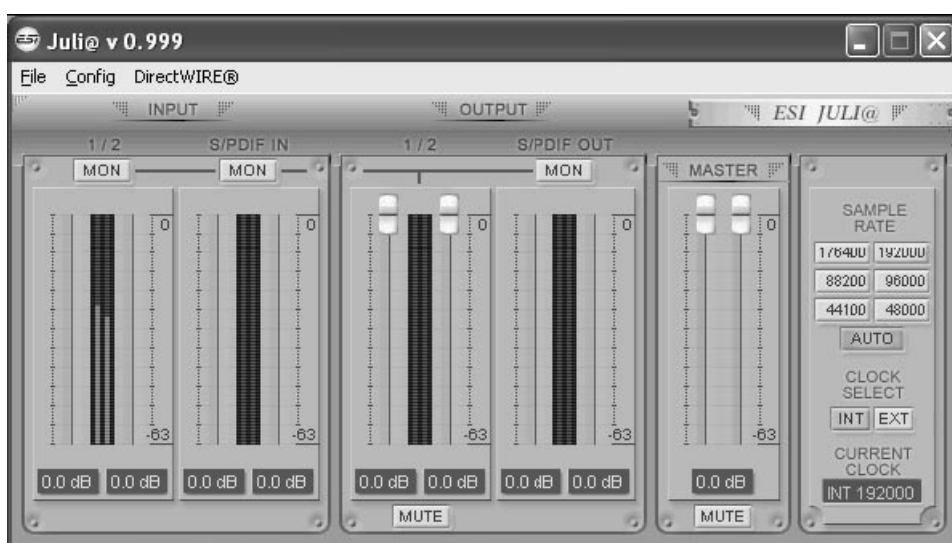 ESI Juli@ v 0.999
File Config DirectWIRE®
INPUT OUTPUT ESI JULI@
1 / 2 S/PDIF IN 1 / 2 S/PDIF OUT
MON MON MON MASTER
0 0 0 0 0
SAMPLE
RATE
176400 192000
88200 96000
44100 48000
AUTO
CLOCK
SELECT
INT EXT
-63 -63 -63 -63 -63
CURRENT
CLOCK
0.0 dB 0.0 dB 0.0 dB 0.0 dB 0.0 dB 0.0 dB 0.0 dB 0.0 dB 0.0 dB
INT 192000
MUTE MUTE